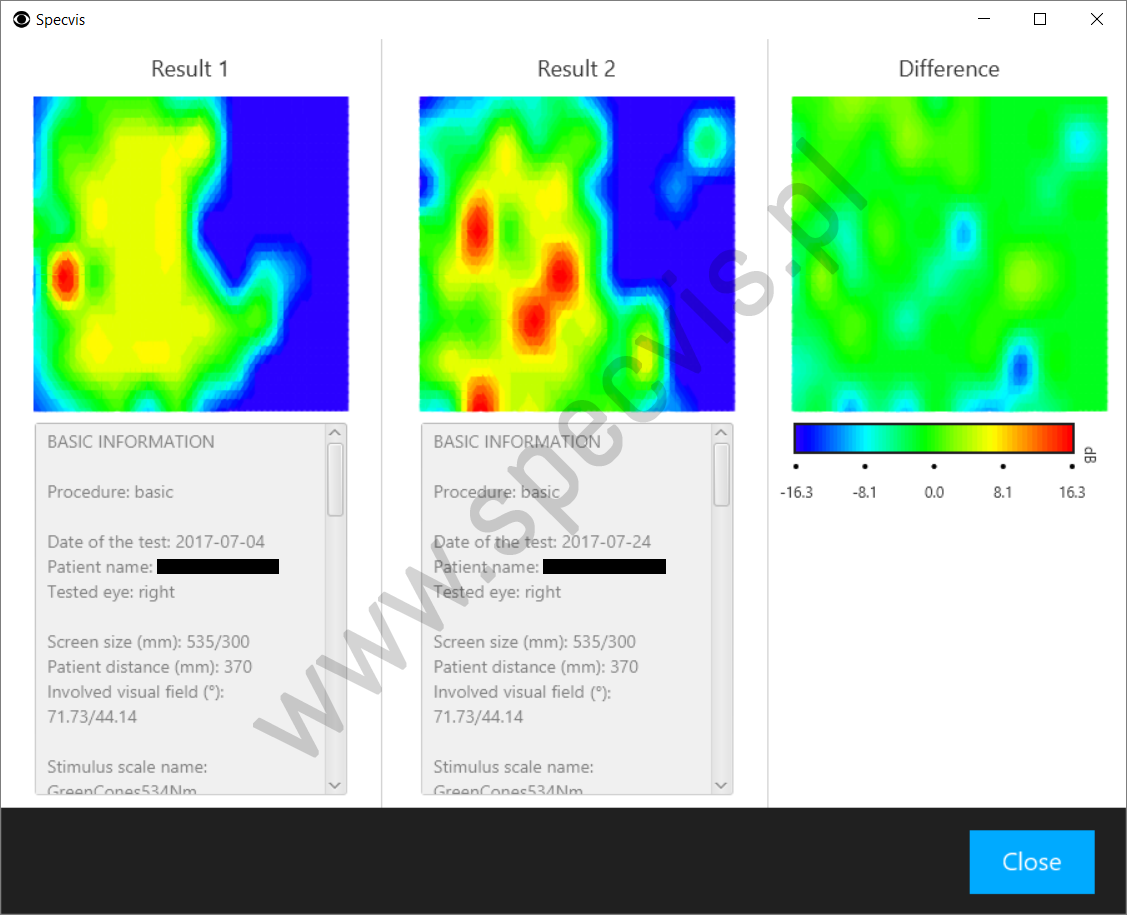 Specvis
Result 1
Result 2
Difference
BASIC INFORMATION
Procedure: basic
Date of the test: 2017-07-04
Patient name:
Tested eye: right
Screen size (mm): 535/300
Patient distance (mm): 370
Involved visual field (°):
71.73/44.14
Stimulus scale name:
GreenCones534Nm
BASIC INFORMATION
Procedure: basic
Date of the test: 2017-07-24
Patient name:
Tested eye: right
Screen size (mm): 535/300
Patient distance (mm): 370
Involved visual field (°):
71.73/44.14
Stimulus scale name:
GreenCones534Nm
dB
-16.3 -8.1 0.0 8.1 16.3
www.specvis.pl
Close